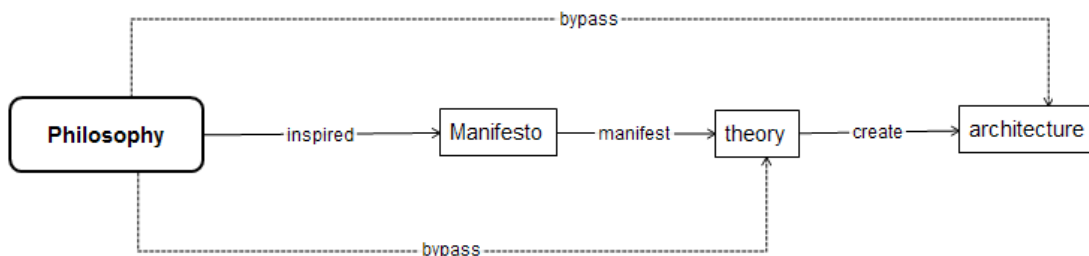 bypass
Philosophy
inspired
Manifesto
manifest
theory
create
architecture
bypass